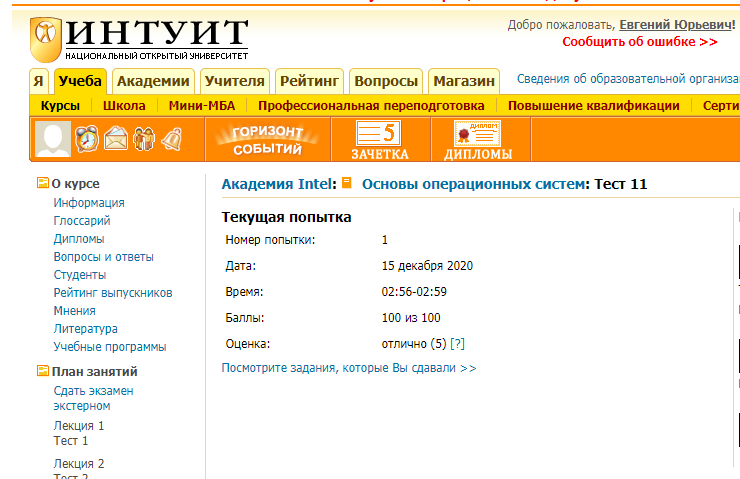 Добро пожаловать, Евгений Юрьевич!
ИНТУИТ
НАЦИОНАЛЬНЫЙ ОТКРЫТЫЙ УНИВЕРСИТЕТ
Сообщить об ошибке >>
Я Учеба Академии Учителя Рейтинг Вопросы Магазин Сведения об образовательной организа
Курсы Школа Мини-МБА Профессиональная переподготовка Повышение квалификации Серти
ГОРИЗОНТ
СОБЫТИЙ
5
ЗАЧЕТКА
ДИПЛОМ
ДИПЛОМЫ
О курсе
Информация
Глоссарий
Дипломы
Вопросы и ответы
Студенты
Рейтинг выпускников
Мнения
Литература
Учебные программы
План занятий
Сдать экзамен
экстерном
Лекция 1
Тест 1
Лекция 2
Тест 2
Академия Intel: Основы операционных систем: Тест 11
Текущая попытка
Номер попытки: 1
Дата: 15 декабря 2020
Время: 02:56-02:59
Баллы: 100 из 100
Оценка: отлично (5) [?]
Посмотрите задания, которые Вы сдавали >>